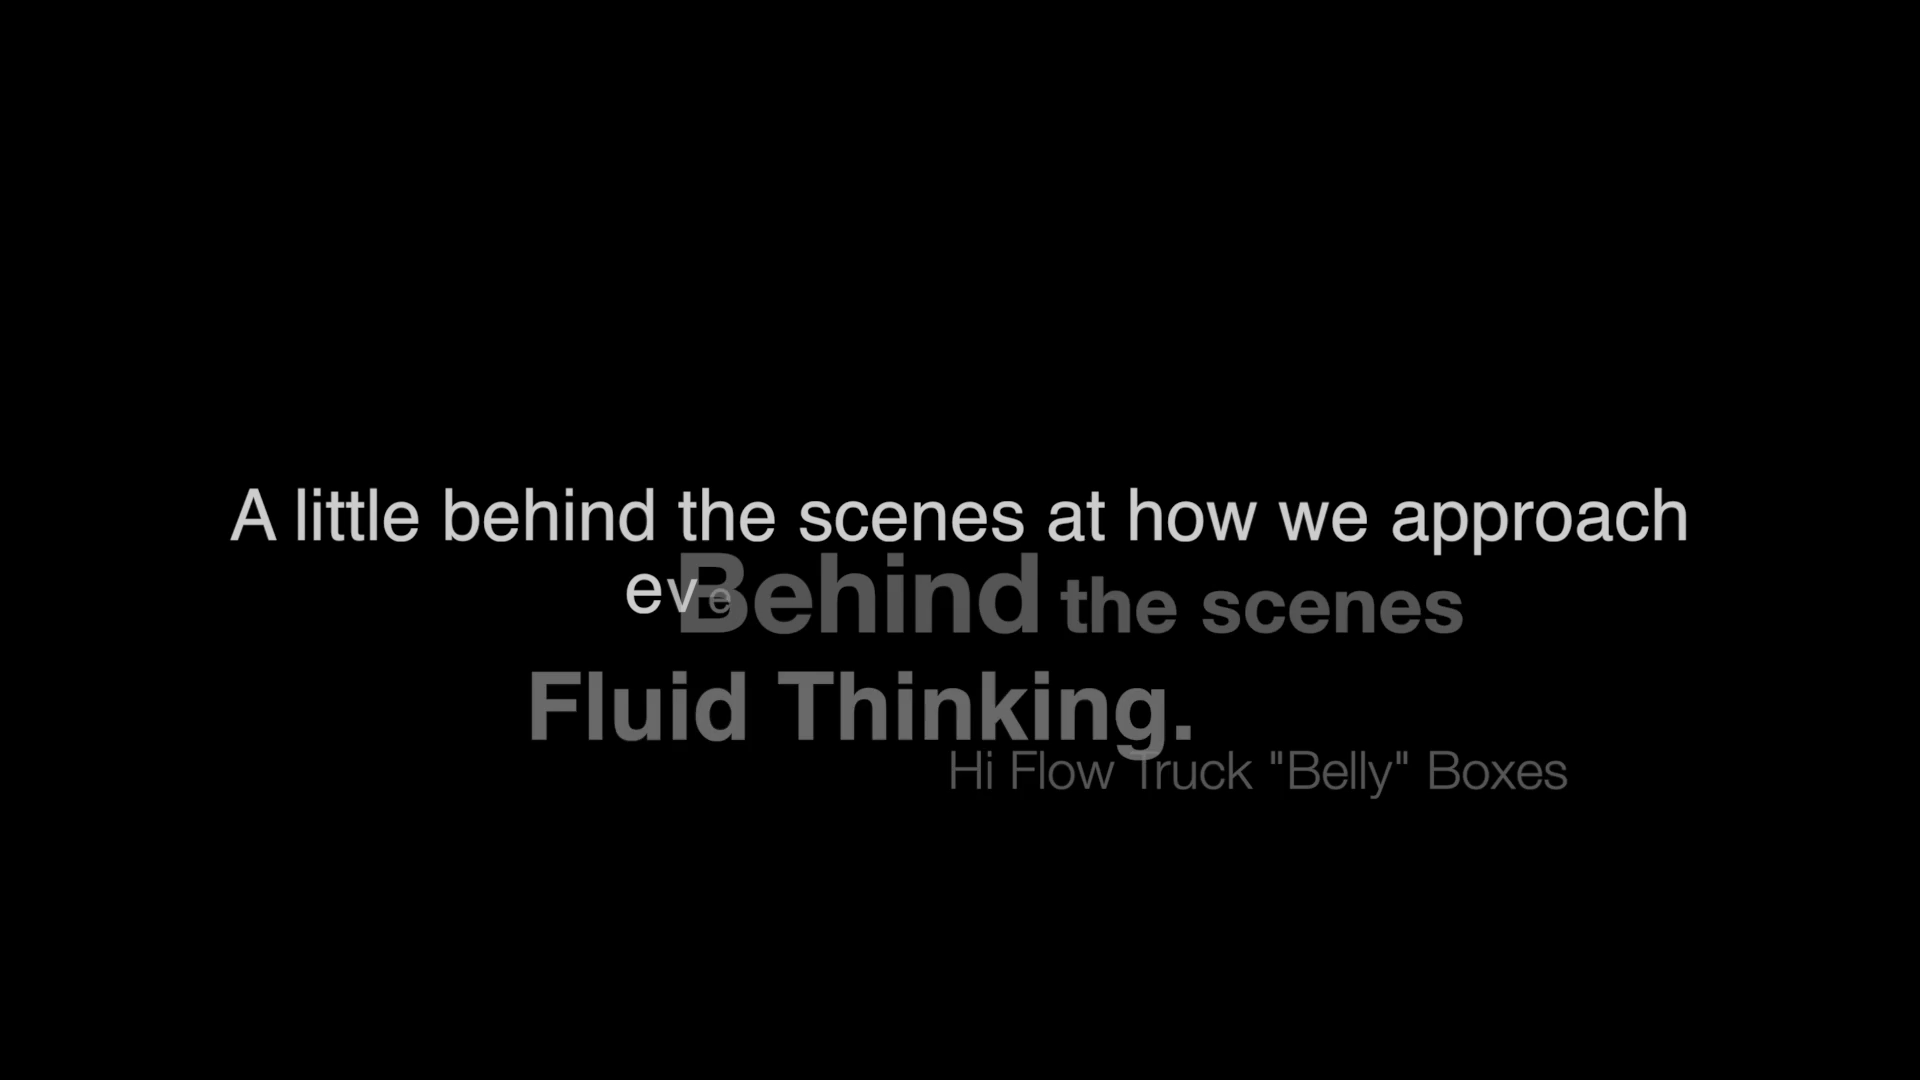 A little behind the scenes at how we approach
eve
Behind the scenes
Fluid Thinking.
Hi Flow Truck "Belly" Boxes